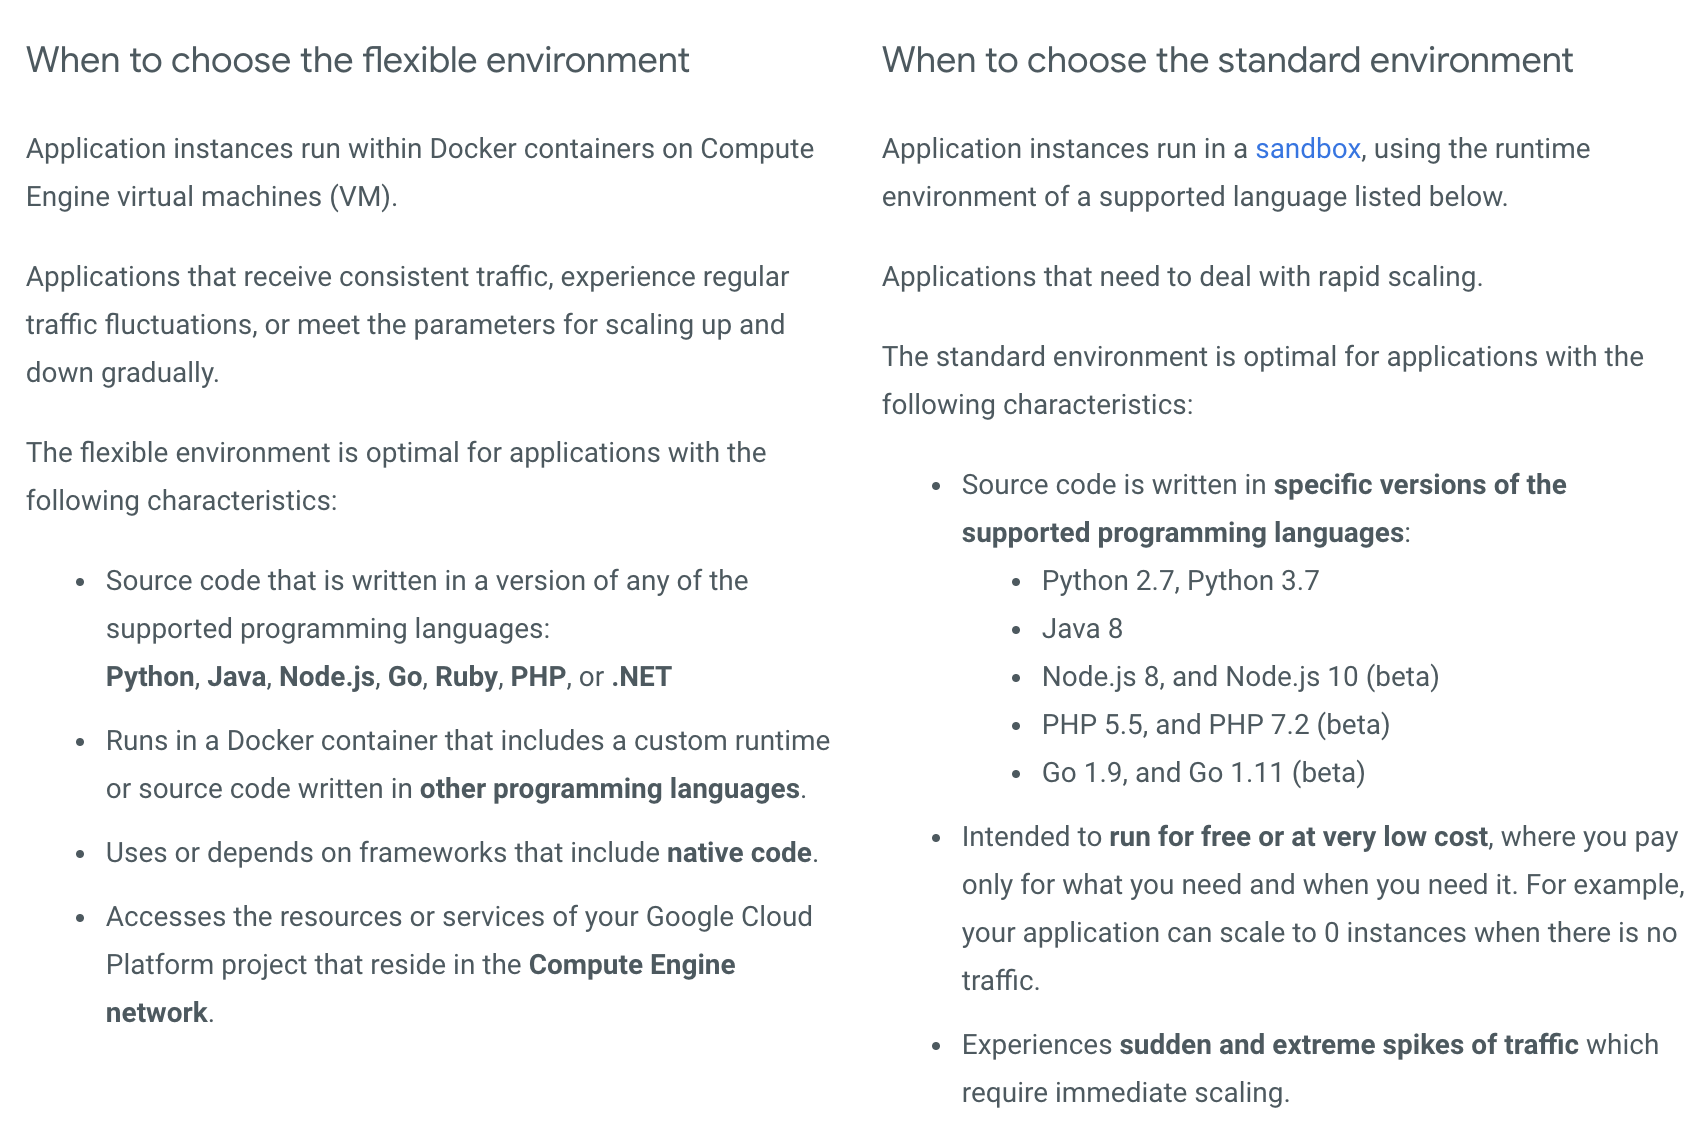 When to choose the flexible environment
Application instances run within Docker containers on Compute
Engine virtual machines (VM).
Applications that receive consistent traffic, experience regular
traffic fluctuations, or meet the parameters for scaling up and
down gradually.
The flexible environment is optimal for applications with the
following characteristics:
• Source code that is written in a version of any of the
supported programming languages:
Python, Java, Node.js, Go, Ruby, PHP, or .NET
• Runs in a Docker container that includes a custom runtime
or source code written in other programming languages.
• Uses or depends on frameworks that include native code.
• Accesses the resources or services of your Google Cloud
Platform project that reside in the Compute Engine
network.
When to choose the standard environment
Application instances run in a sandbox, using the runtime
environment of a supported language listed below.
Applications that need to deal with rapid scaling.
The standard environment is optimal for applications with the
following characteristics:
• Source code is written in specific versions of the
supported programming languages:
• Python 2.7, Python 3.7
• Java 8
• Node.js 8, and Node.js 10 (beta)
• PHP 5.5, and PHP 7.2 (beta)
• Go 1.9, and Go 1.11 (beta)
• Intended to run for free or at very low cost, where you pay
only for what you need and when you need it. For example,
your application can scale to 0 instances when there is no
traffic.
• Experiences sudden and extreme spikes of traffic which
require immediate scaling.